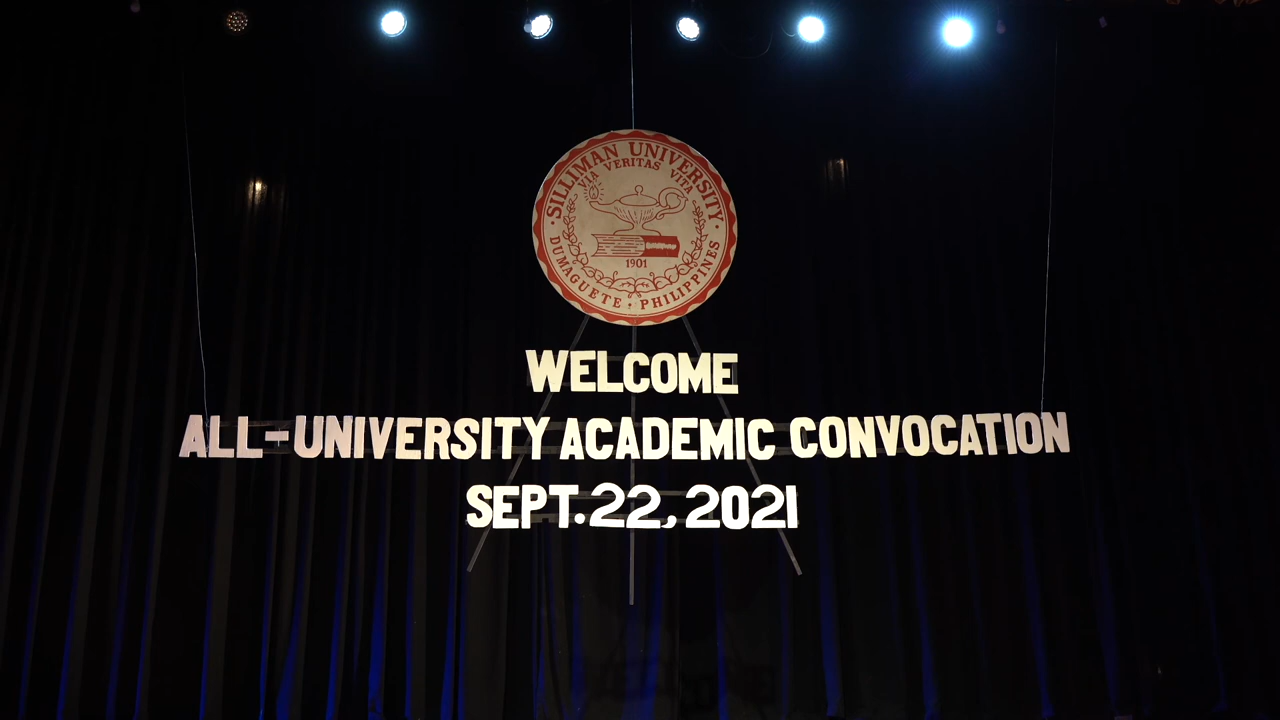 SILLIMAN UNIVERSITY
VIA VERITAS VITA
1901
DUMAGUETE · PHILIPPINES
WELCOME
ALL-UNIVERSITY ACADEMIC CONVOCATION
SEPT. 22, 2021